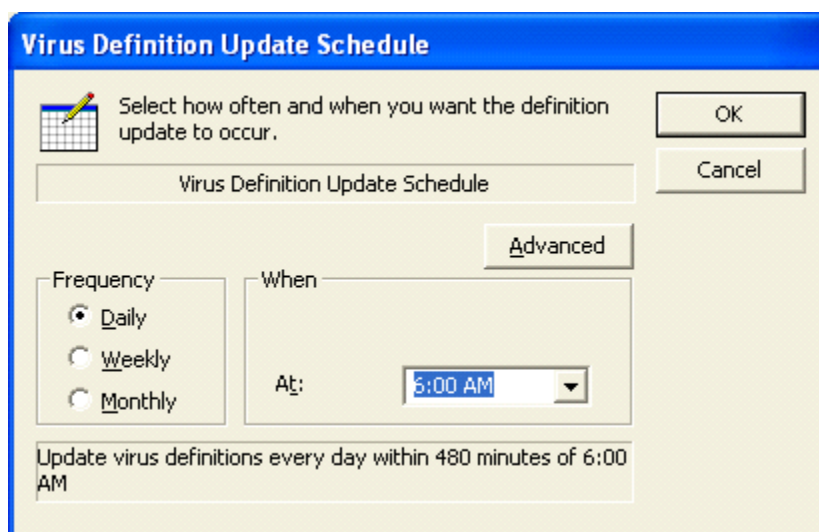 Virus Definition Update Schedule
Select how often and when you want the definition
update to occur.
OK
Cancel
Virus Definition Update Schedule
Advanced
Frequency
Daily
Weekly
Monthly
When
At:
6:00 AM
Update virus definitions every day within 480 minutes of 6:00
AM